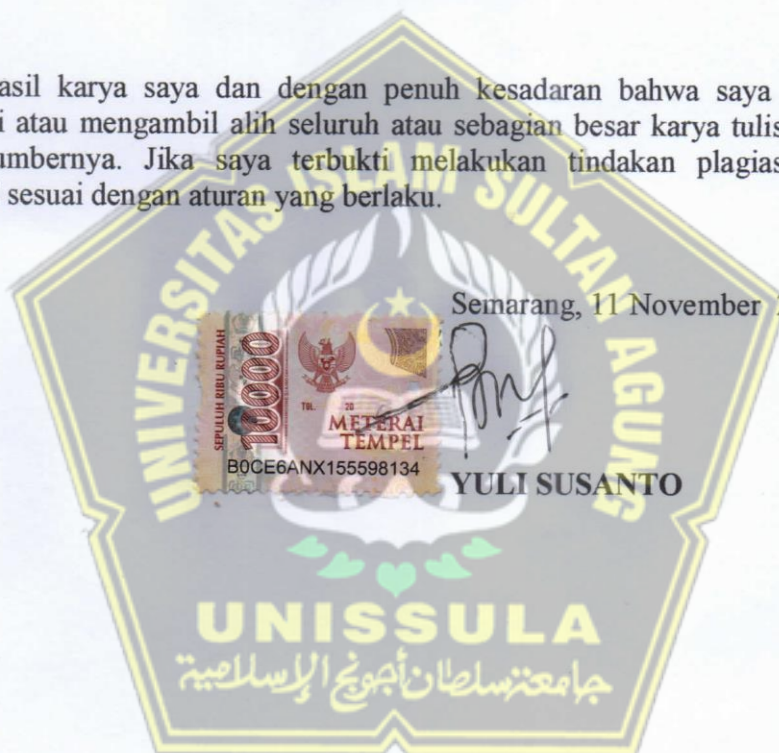 asil karya saya dan dengan penuh kesadaran bahwa saya
i atau mengambil alih seluruh atau sebagian besar karya tulis
umbernya. Jika saya terbukti melakukan tindakan plagias
sesuai dengan aturan yang berlaku.
UNIVERSITAS ISLAM SULTAN AGUNG
Semarang, 11 November
SEPULUH RIBU RUPIAH
10000
TGL. 20
METERAI
TEMPEL
B0CE6ANX155598134
YULI SUSANTO
UNISSULA
جامعة سلطان أجونج الإسلامية